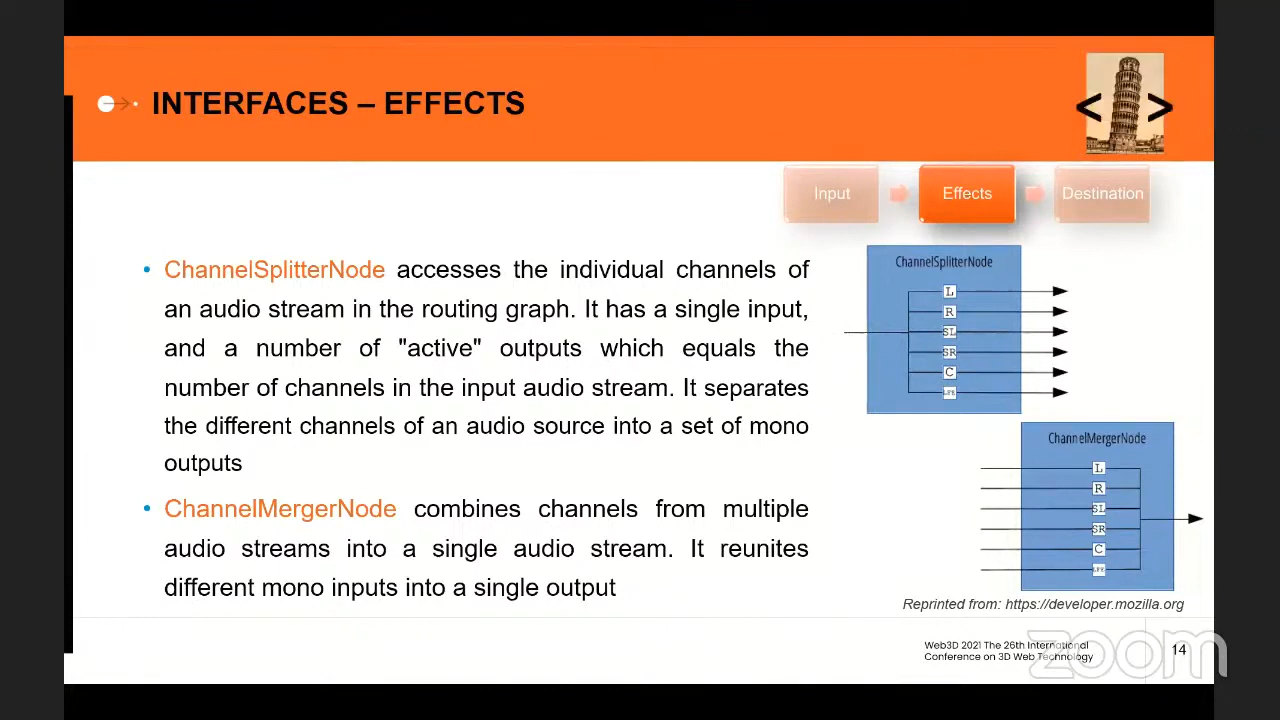 INTERFACES – EFFECTS
< >
Input
Effects
Destination
• ChannelSplitterNode accesses the individual channels of
an audio stream in the routing graph. It has a single input,
and a number of "active" outputs which equals the
number of channels in the input audio stream. It separates
the different channels of an audio source into a set of mono
outputs
• ChannelMergerNode combines channels from multiple
audio streams into a single audio stream. It reunites
different mono inputs into a single output
ChannelSplitterNode
L
R
SL
SR
C
LFE
ChannelMergerNode
L
R
SL
SR
C
LFE
Reprinted from: https://developer.mozilla.org
Web3D 2021 The 26th International
Conference on 3D Web Technology
zoom
14